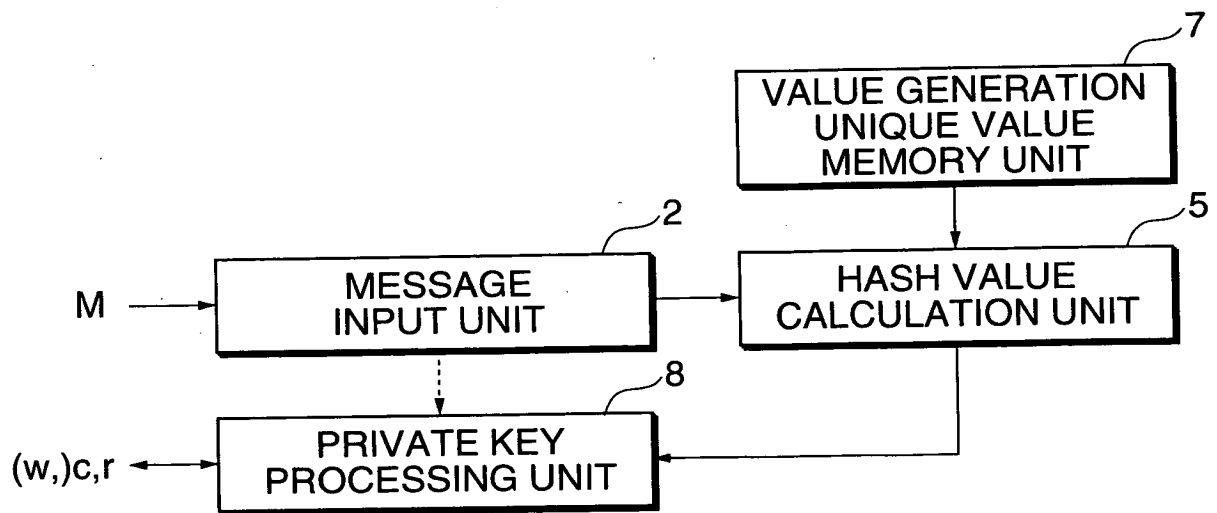 7
VALUE GENERATION
UNIQUE VALUE
MEMORY UNIT
2
5
M
MESSAGE
INPUT UNIT
HASH VALUE
CALCULATION UNIT
8
(w,)c,r
PRIVATE KEY
PROCESSING UNIT